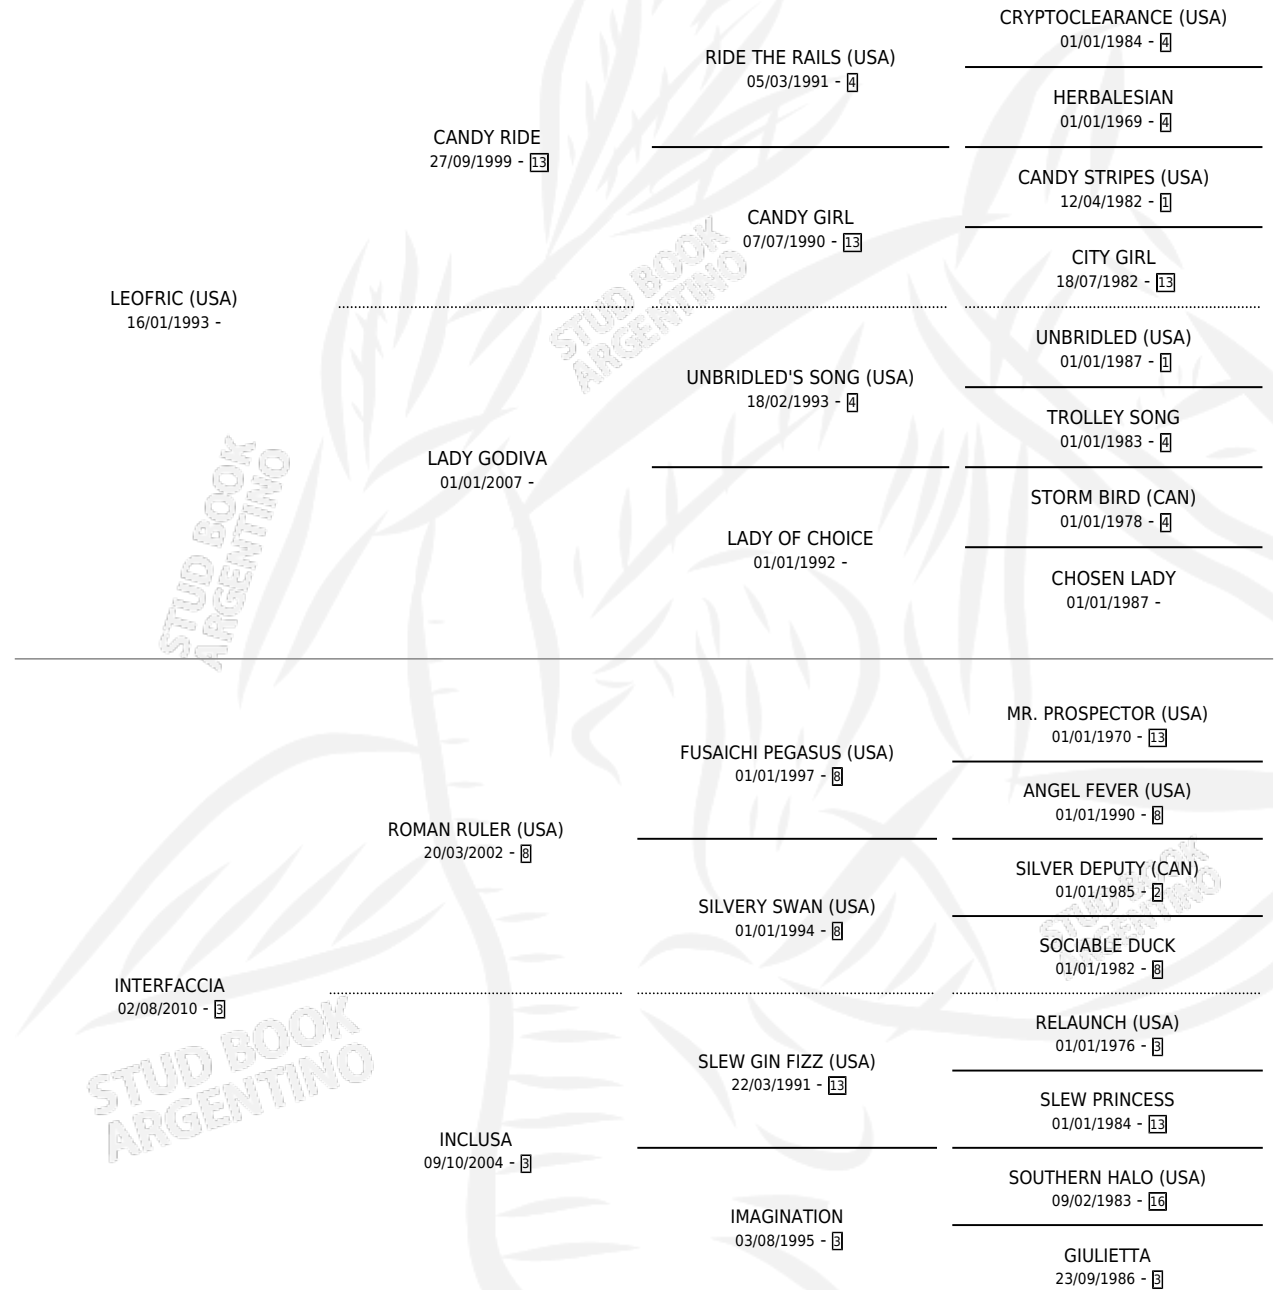 CRYPTOCLEARANCE (USA)
01/01/1984 - 4
RIDE THE RAILS (USA)
05/03/1991 - 4
HERBALESIAN
01/01/1969 - 4
CANDY RIDE
27/09/1999 - 13
CANDY STRIPES (USA)
12/04/1982 - 1
CANDY GIRL
07/07/1990 - 13
CITY GIRL
18/07/1982 - 13
LEOFRIC (USA)
16/01/1993 -
UNBRIDLED (USA)
01/01/1987 - 1
UNBRIDLED'S SONG (USA)
18/02/1993 - 4
TROLLEY SONG
01/01/1983 - 4
LADY GODIVA
01/01/2007 -
STORM BIRD (CAN)
01/01/1978 - 4
LADY OF CHOICE
01/01/1992 -
CHOSEN LADY
01/01/1987 -
MR. PROSPECTOR (USA)
01/01/1970 - 13
FUSAICHI PEGASUS (USA)
01/01/1997 - 8
ANGEL FEVER (USA)
01/01/1990 - 8
ROMAN RULER (USA)
20/03/2002 - 8
SILVER DEPUTY (CAN)
01/01/1985 - 2
SILVERY SWAN (USA)
01/01/1994 - 8
SOCIABLE DUCK
01/01/1982 - 8
INTERFACCIA
02/08/2010 - 3
RELAUNCH (USA)
01/01/1976 - 3
SLEW GIN FIZZ (USA)
22/03/1991 - 13
SLEW PRINCESS
01/01/1984 - 13
INCLUSA
09/10/2004 - 3
SOUTHERN HALO (USA)
09/02/1983 - 16
IMAGINATION
03/08/1995 - 3
GIULIETTA
23/09/1986 - 3
STUD BOOK
ARGENTINO
STUD BOOK
ARGENTINO
STUD BOOK
ARGENTINO
STUD BOOK
ARGENTINO